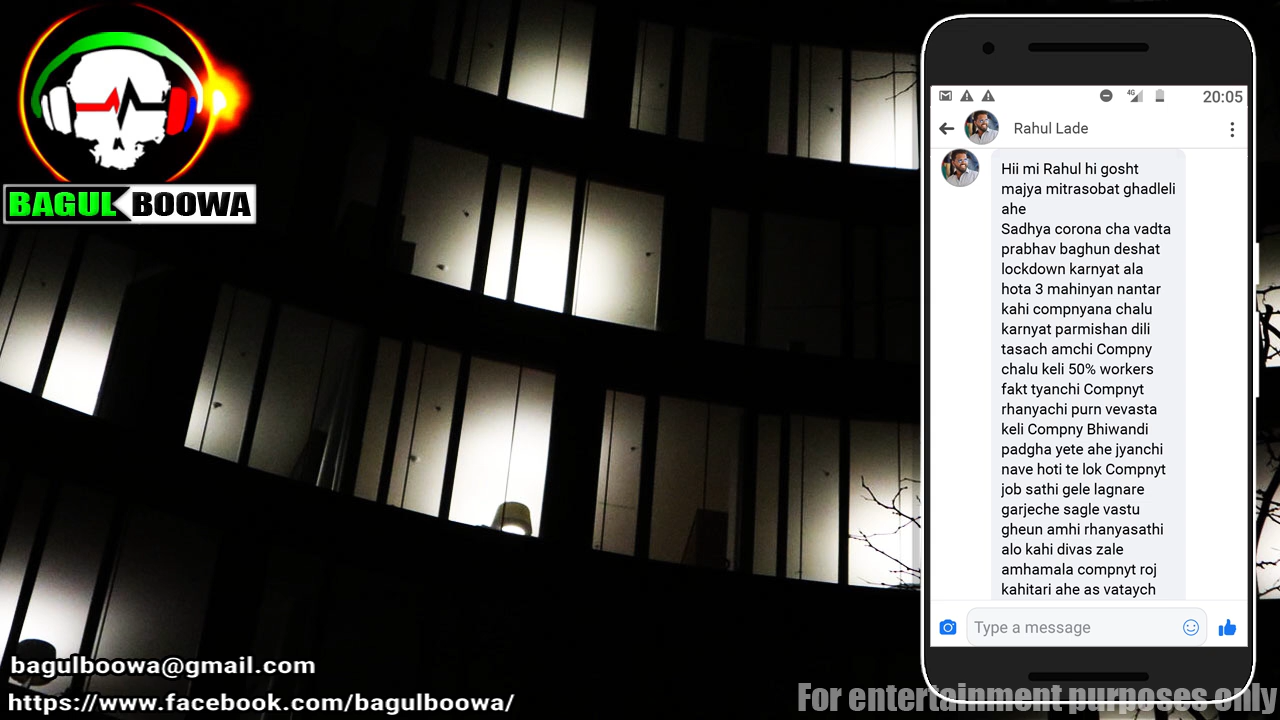 BAGUL BOOWA
20:05
4G
Rahul Lade
Hii mi Rahul hi gosht
majya mitrasobat ghadleli
ahe
Sadhya corona cha vadta
prabhav baghun deshat
lockdown karnyat ala
hota 3 mahinyan nantar
kahi compnyana chalu
karnyat parmishan dili
tasach amchi Compny
chalu keli 50% workers
fakt tyanchi Compnyt
rhanyachi purn vevasta
keli Compny Bhiwandi
padgha yete ahe jyanchi
nave hoti te lok Compnyt
job sathi gele lagnare
garjeche sagle vastu
gheun amhi rhanyasathi
alo kahi divas zale
amhamala compnyt roj
kahitari ahe as vataych
Type a message
bagulboowa@gmail.com
https://www.facebook.com/bagulboowa/
For entertainment purposes only